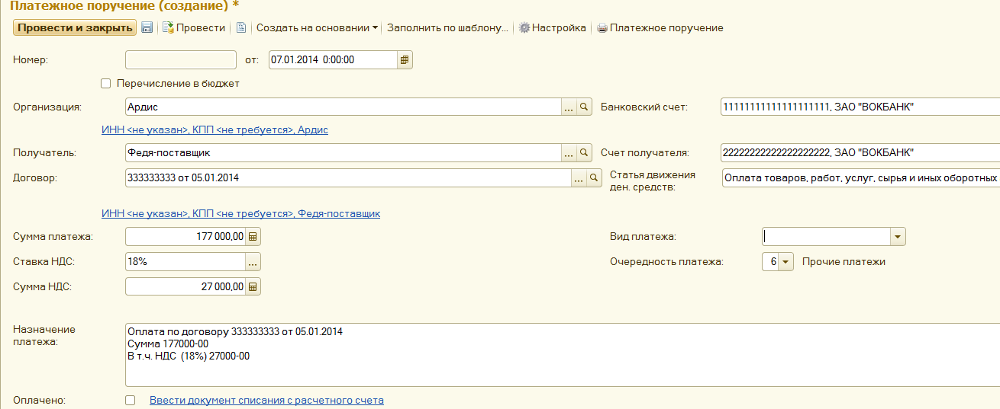 Платежное поручение (создание) *
Провести и закрыть Провести Создать на основании Заполнить по шаблону... Настройка Платежное поручение
Номер: от: 07.01.2014 0:00:00
Перечисление в бюджет
Организация: Ардис ... Банковский счет: 11111111111111111111, ЗАО "ВОКБАНК"
ИНН <не указан>, КПП <не требуется>, Ардис
Получатель: Федя-поставщик ... Счет получателя: 22222222222222222222, ЗАО "ВОКБАНК"
Договор: 333333333 от 05.01.2014 ... Статья движения
ден. средств: Оплата товаров, работ, услуг, сырья и иных оборотных
ИНН <не указан>, КПП <не требуется>, Федя-поставщик
Сумма платежа: 177 000,00 Вид платежа:
Ставка НДС: 18% ... Очередность платежа: 6 Прочие платежи
Сумма НДС: 27 000,00
Назначение
платежа:
Оплата по договору 333333333 от 05.01.2014
Сумма 177000-00
В т.ч. НДС (18%) 27000-00
Оплачено: Ввести документ списания с расчетного счета